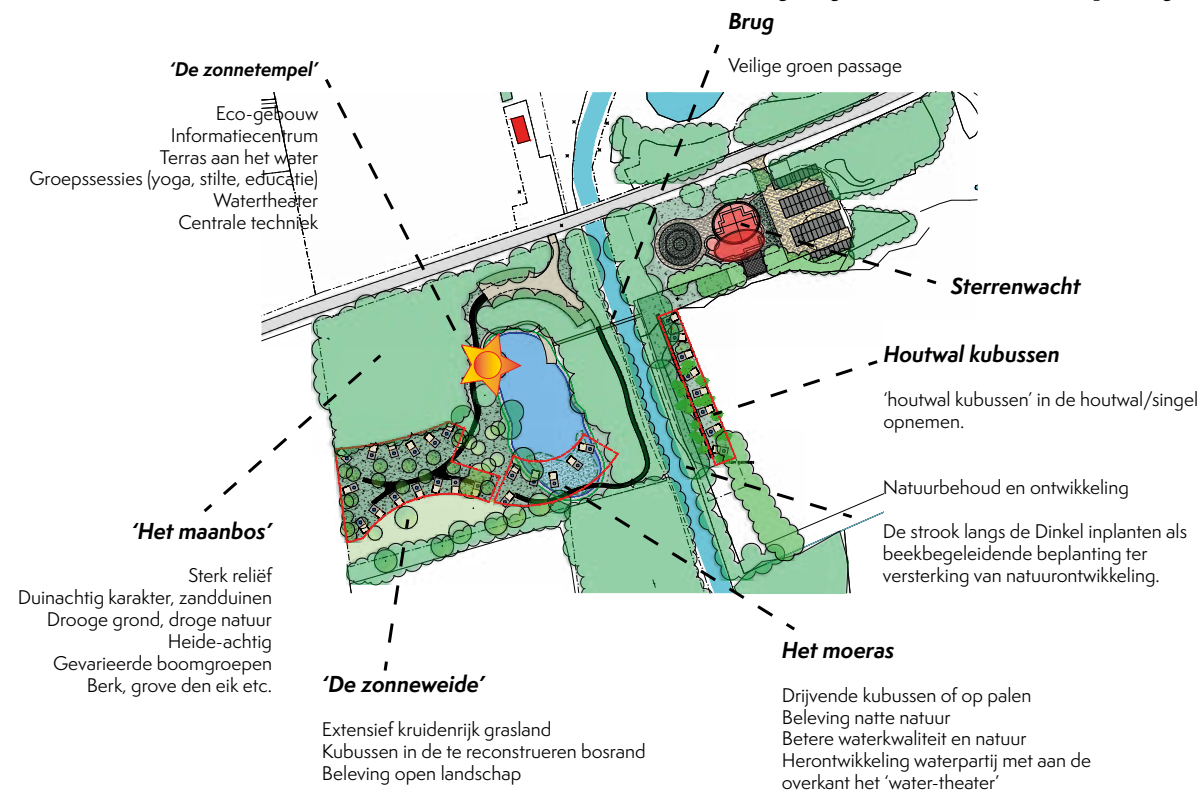 Brug
Veilige groen passage
'De zonnetempel'
Eco-gebouw
Informatiecentrum
Terras aan het water
Groepssessies (yoga, stilte, educatie)
Watertheater
Centrale techniek
Sterrenwacht
Houtwal kubussen
'houtwal kubussen' in de houtwal/singel
opnemen.
Natuurbehoud en ontwikkeling
De strook langs de Dinkel inplanten als
beekbegeleidende beplanting ter
versterking van natuurontwikkeling.
'Het maanbos'
Sterk reliëf
Duinachtig karakter, zandduinen
Drooge grond, droge natuur
Heide-achtig
Gevarieerde boomgroepen
Berk, grove den eik etc.
'De zonneweide'
Extensief kruidenrijk grasland
Kubussen in de te reconstrueren bosrand
Beleving open landschap
Het moeras
Drijvende kubussen of op palen
Beleving natte natuur
Betere waterkwaliteit en natuur
Herontwikkeling waterpartij met aan de
overkant het 'water-theater'